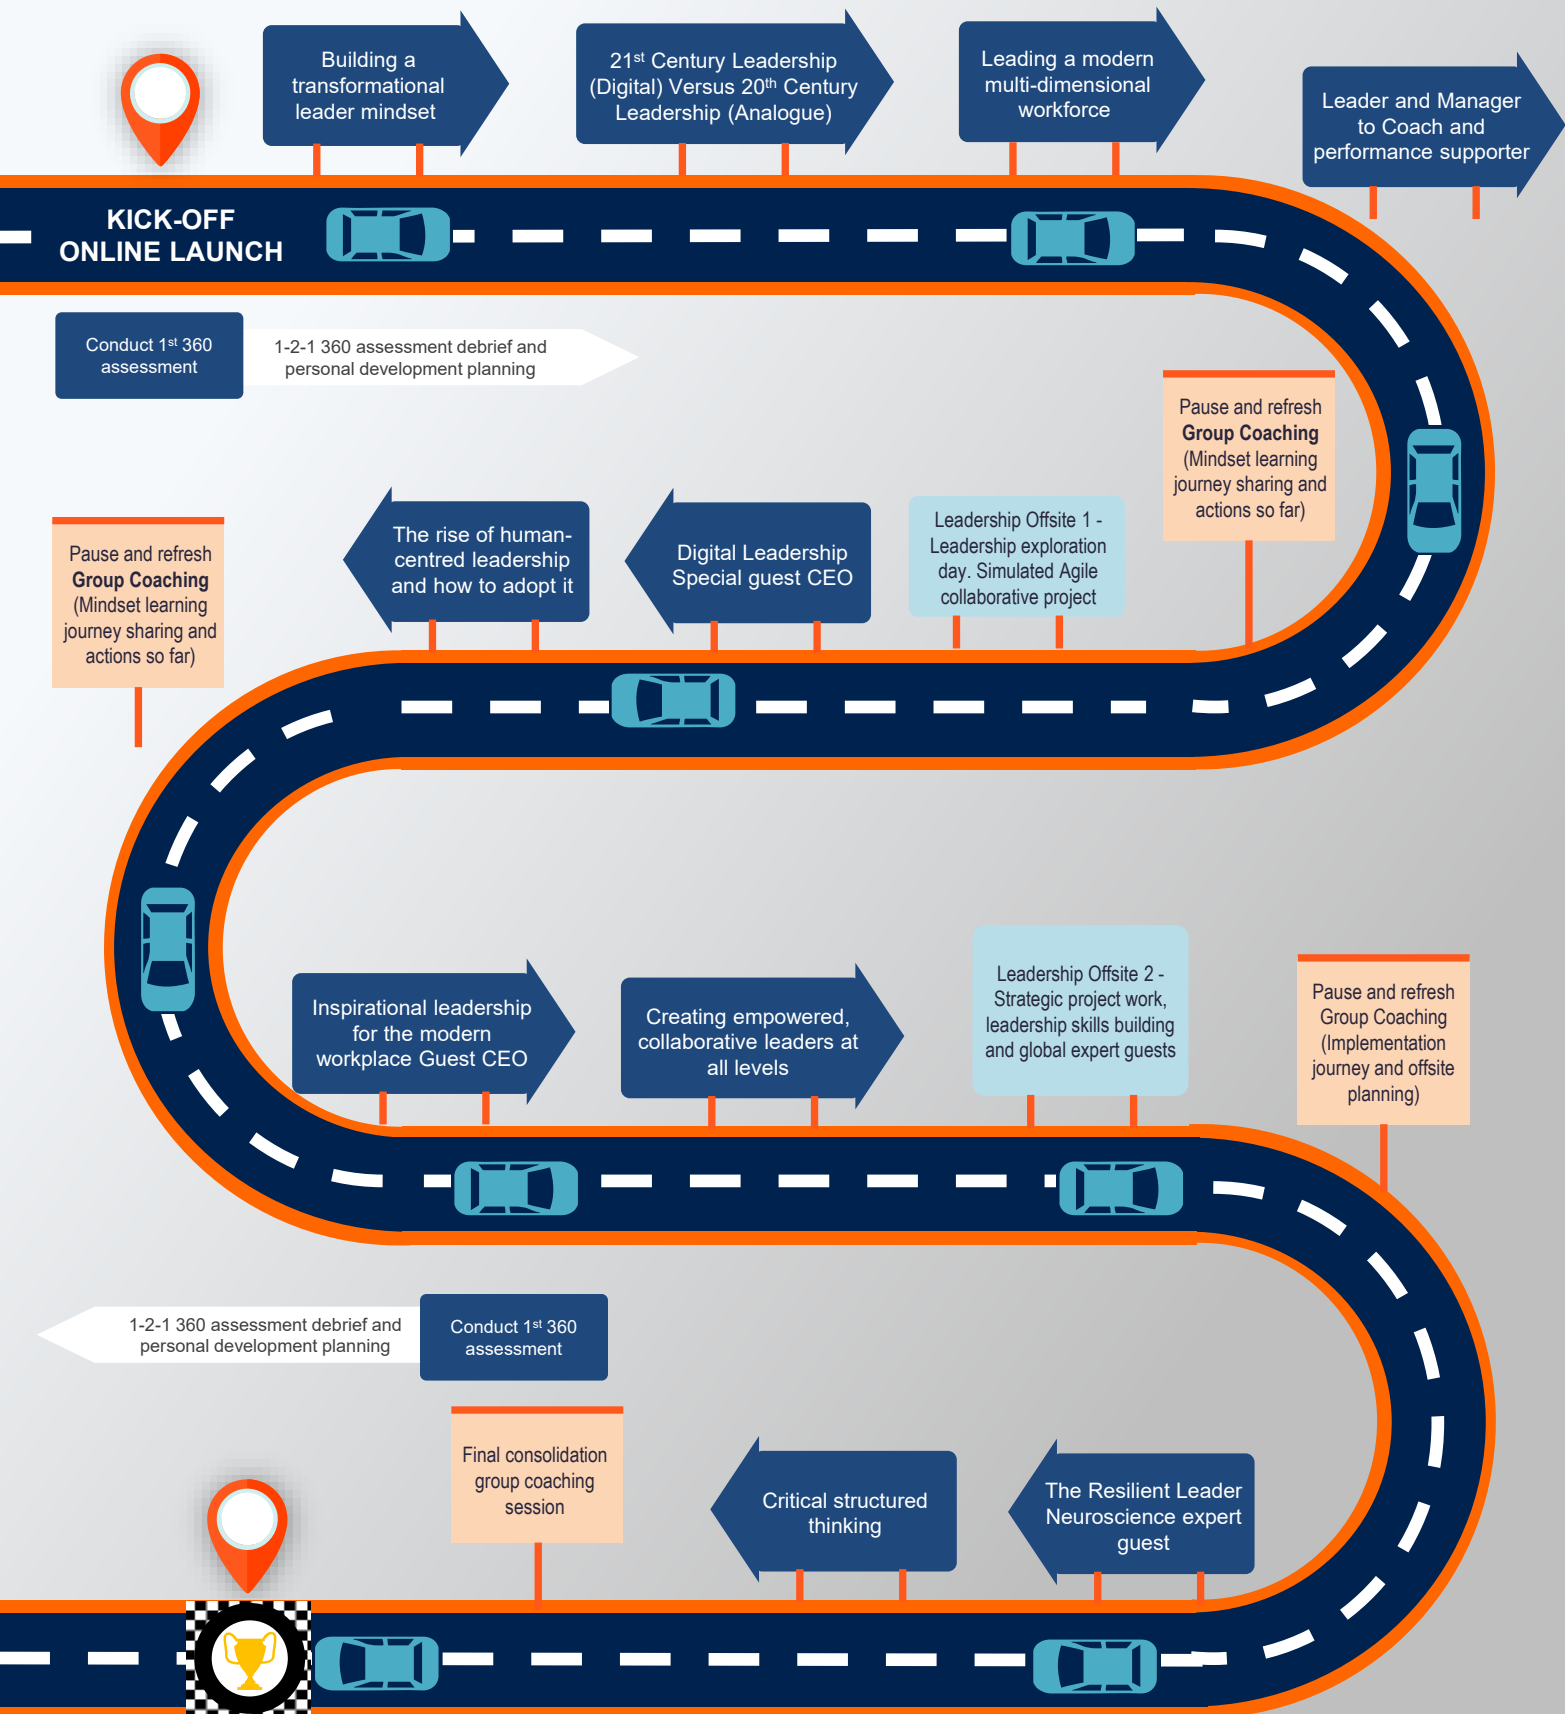 Building a
transformational
leader mindset
21st Century Leadership
(Digital) Versus 20th Century
Leadership (Analogue)
Leading a modern
multi-dimensional
workforce
Leader and Manager
to Coach and
performance supporter
KICK-OFF
ONLINE LAUNCH
Conduct 1st 360
assessment
1-2-1 360 assessment debrief and
personal development planning
Pause and refresh
Group Coaching
(Mindset learning
journey sharing and
actions so far)
Leadership Offsite 1 -
Leadership exploration
day. Simulated Agile
collaborative project
Digital Leadership
Special guest CEO
The rise of human-
centred leadership
and how to adopt it
Pause and refresh
Group Coaching
(Mindset learning
journey sharing and
actions so far)
Inspirational leadership
for the modern
workplace Guest CEO
Creating empowered,
collaborative leaders at
all levels
Leadership Offsite 2 -
Strategic project work,
leadership skills building
and global expert guests
Pause and refresh
Group Coaching
(Implementation
journey and offsite
planning)
1-2-1 360 assessment debrief and
personal development planning
Conduct 1st 360
assessment
The Resilient Leader
Neuroscience expert
guest
Critical structured
thinking
Final consolidation
group coaching
session